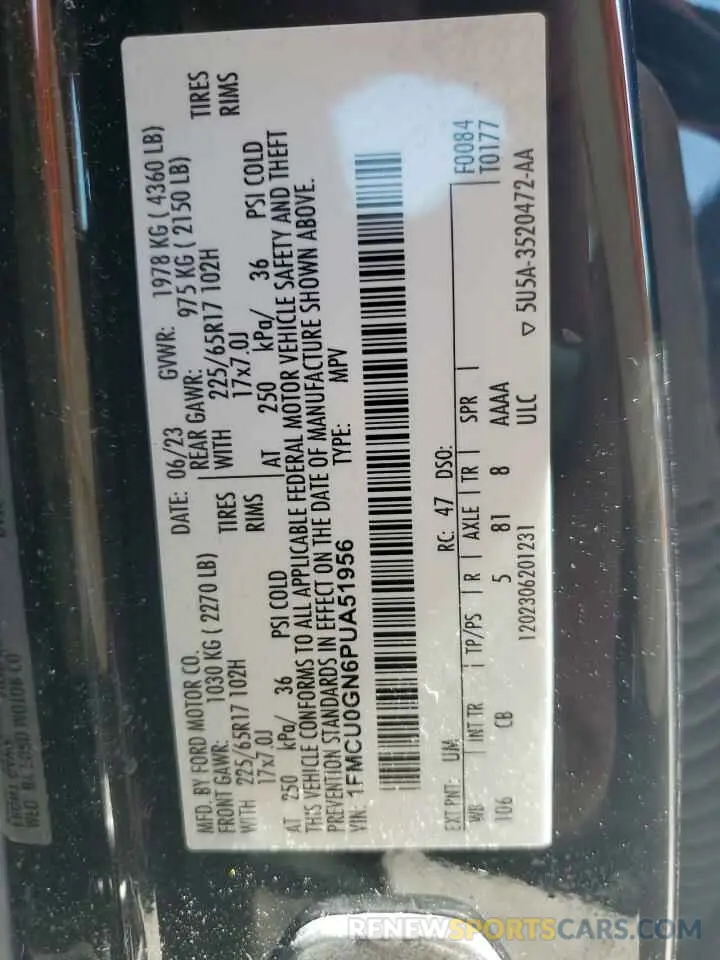 MFD. BY FORD MOTOR CO.
DATE: 06/23 GVWR: 1978 KG ( 4360 LB)
FRONT GAWR: 1030 KG ( 2270 LB) REAR GAWR: 975 KG ( 2150 LB)
WITH 225/65R17 102H TIRES WITH 225/65R17 102H TIRES
17x7.0J RIMS 17x7.0J RIMS
AT 250 kPa/ 36 PSI COLD AT 250 kPa/ 36 PSI COLD
THIS VEHICLE CONFORMS TO ALL APPLICABLE FEDERAL MOTOR VEHICLE SAFETY AND THEFT
PREVENTION STANDARDS IN EFFECT ON THE DATE OF MANUFACTURE SHOWN ABOVE.
VIN: 1FMCU0GN6PUA51956 TYPE: MPV
EXT PNT: UM RC: 47 DSO: F0084
WB INT TR TP/PS R AXLE TR SPR T0177
106 CB 5 81 8 AAAA
1202306201231 ULC ▽ 5U5A-3520472-AA
RENEWSPORTSCARS.COM